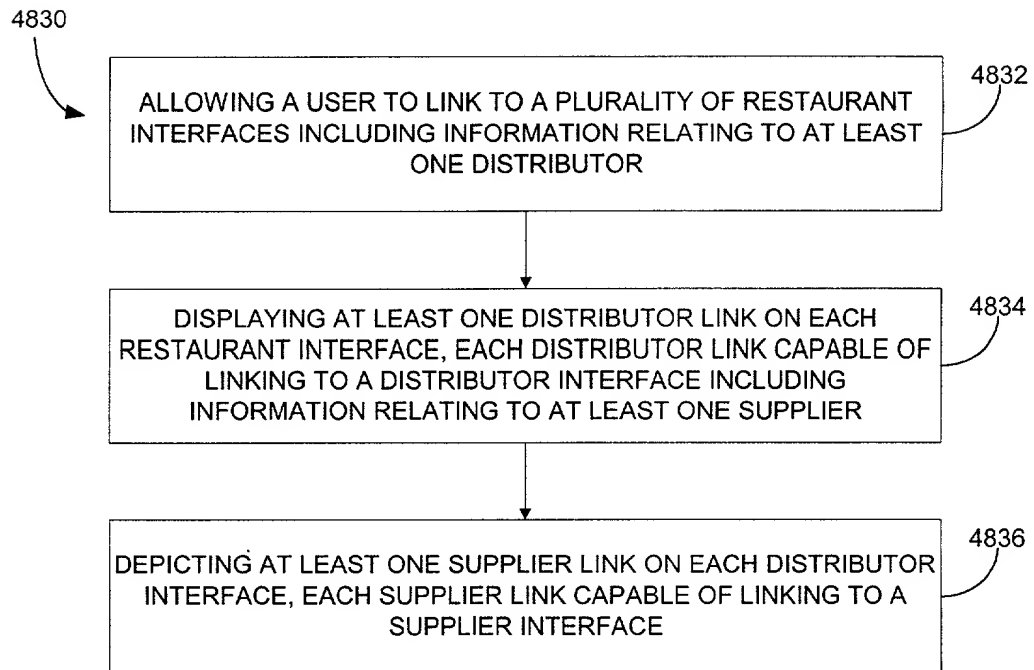 4830
4832
ALLOWING A USER TO LINK TO A PLURALITY OF RESTAURANT
INTERFACES INCLUDING INFORMATION RELATING TO AT LEAST
ONE DISTRIBUTOR
4834
DISPLAYING AT LEAST ONE DISTRIBUTOR LINK ON EACH
RESTAURANT INTERFACE, EACH DISTRIBUTOR LINK CAPABLE OF
LINKING TO A DISTRIBUTOR INTERFACE INCLUDING
INFORMATION RELATING TO AT LEAST ONE SUPPLIER
4836
DEPICTING AT LEAST ONE SUPPLIER LINK ON EACH DISTRIBUTOR
INTERFACE, EACH SUPPLIER LINK CAPABLE OF LINKING TO A
SUPPLIER INTERFACE